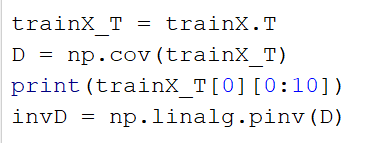 trainX_T = trainX.T
D = np.cov(trainX_T)
print(trainX_T[0][0:10])
invD = np.linalg.pinv(D)